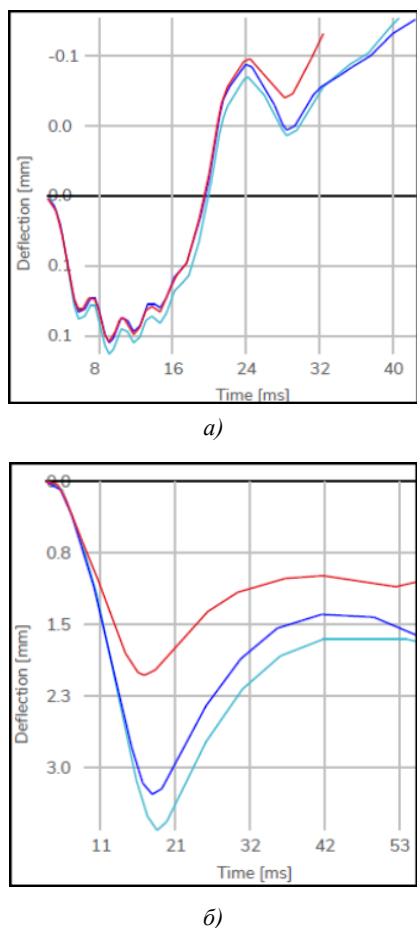 -0.1
0.0
0.0
0.1
0.1
Deflection [mm]
8 16 24 32 40
Time [ms]
а)
0.0
0.8
1.5
2.3
3.0
Deflection [mm]
11 21 32 42 53
Time [ms]
б)